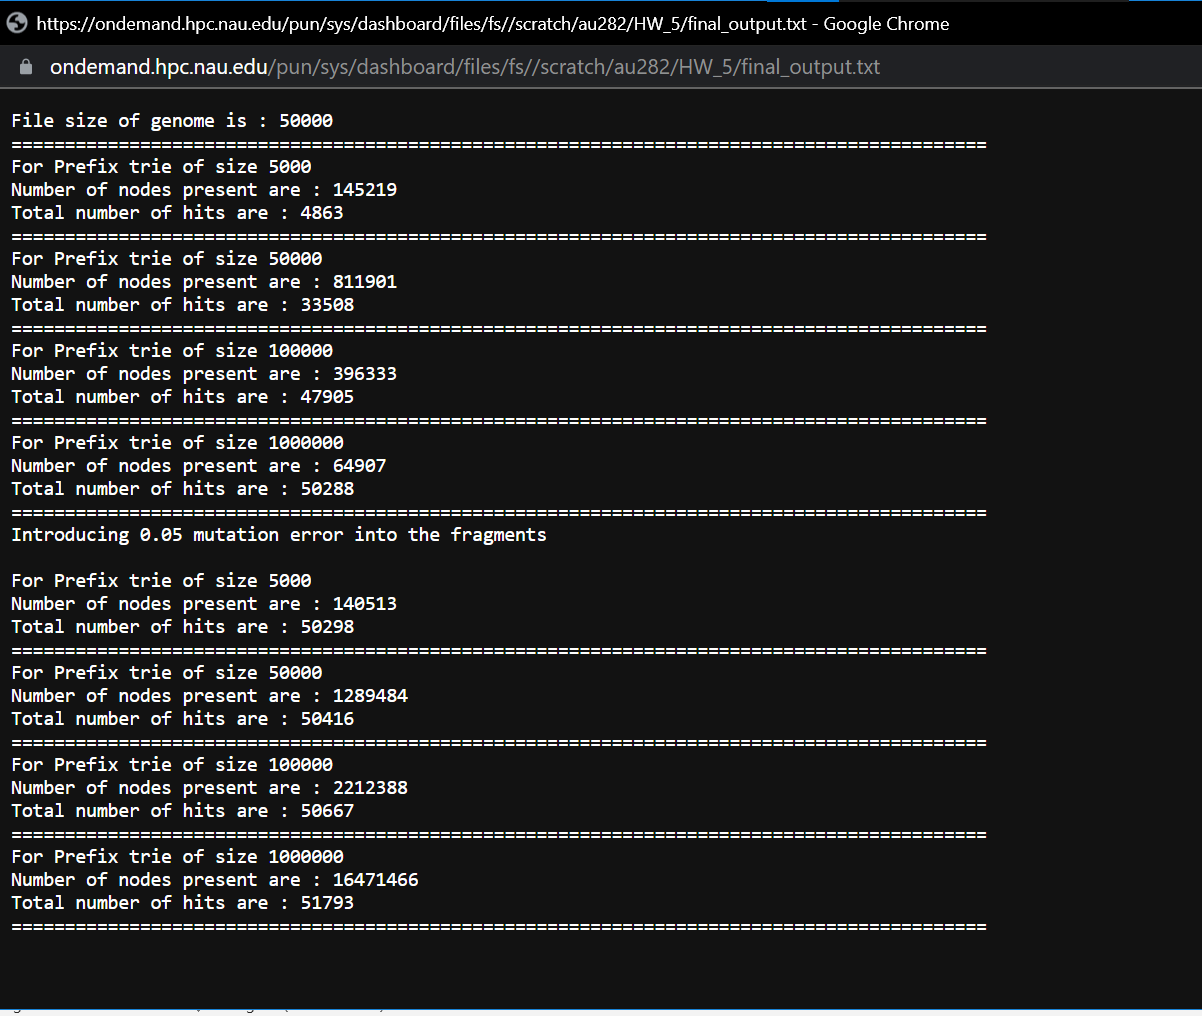 https://ondemand.hpc.nau.edu/pun/sys/dashboard/files/fs//scratch/au282/HW_5/final_output.txt - Google Chrome
ondemand.hpc.nau.edu/pun/sys/dashboard/files/fs//scratch/au282/HW_5/final_output.txt
File size of genome is : 50000
===========================================================================================
For Prefix trie of size 5000
Number of nodes present are : 145219
Total number of hits are : 4863
===========================================================================================
For Prefix trie of size 50000
Number of nodes present are : 811901
Total number of hits are : 33508
===========================================================================================
For Prefix trie of size 100000
Number of nodes present are : 396333
Total number of hits are : 47905
===========================================================================================
For Prefix trie of size 1000000
Number of nodes present are : 64907
Total number of hits are : 50288
===========================================================================================
Introducing 0.05 mutation error into the fragments
For Prefix trie of size 5000
Number of nodes present are : 140513
Total number of hits are : 50298
===========================================================================================
For Prefix trie of size 50000
Number of nodes present are : 1289484
Total number of hits are : 50416
===========================================================================================
For Prefix trie of size 100000
Number of nodes present are : 2212388
Total number of hits are : 50667
===========================================================================================
For Prefix trie of size 1000000
Number of nodes present are : 16471466
Total number of hits are : 51793
===========================================================================================